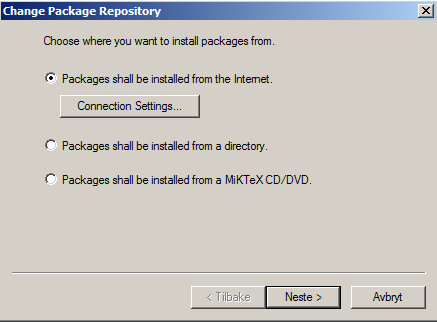 Change Package Repository
Choose where you want to install packages from.
Packages shall be installed from the Internet.
Connection Settings...
Packages shall be installed from a directory.
Packages shall be installed from a MiKTeX CD/DVD.
< Tilbake
Neste >
Avbryt